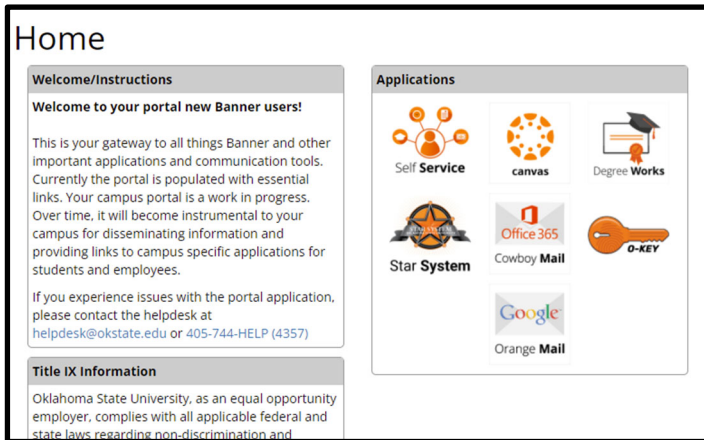 Home
Welcome/Instructions
Welcome to your portal new Banner users!
This is your gateway to all things Banner and other
important applications and communication tools.
Currently the portal is populated with essential
links. Your campus portal is a work in progress.
Over time, it will become instrumental to your
campus for disseminating information and
providing links to campus specific applications for
students and employees.
If you experience issues with the portal application,
please contact the helpdesk at
helpdesk@okstate.edu or 405-744-HELP (4357)
Title IX Information
Oklahoma State University, as an equal opportunity
employer, complies with all applicable federal and
state laws regarding non-discrimination and
Applications
Self Service
canvas
Degree Works
STAR SYSTEM
Star System
Office 365
Cowboy Mail
O-KEY
Google
Orange Mail